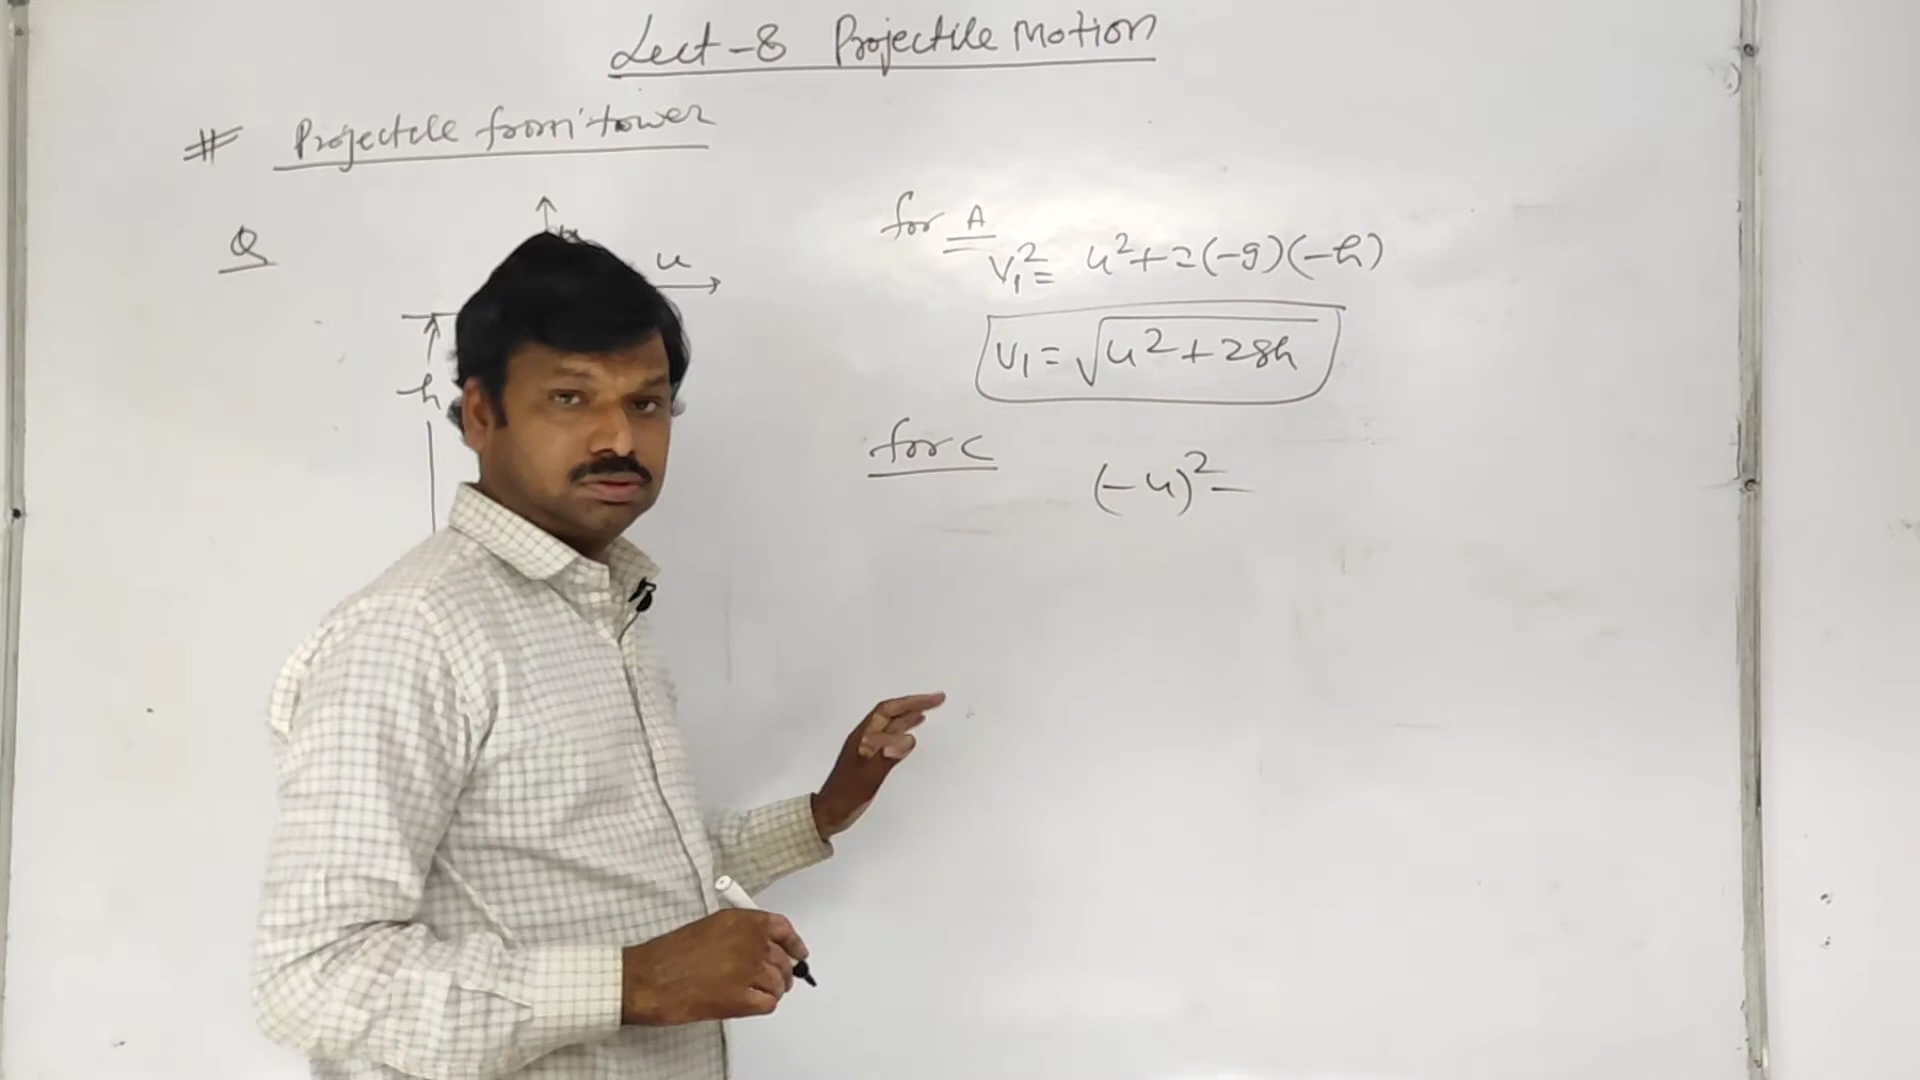 Lect-8 Projectile Motion
# Projectile from tower
Q
u
h
for A
V₁² = u²+2(-g)(-h)
V₁ = √u²+2gh
for C
(-u)² -